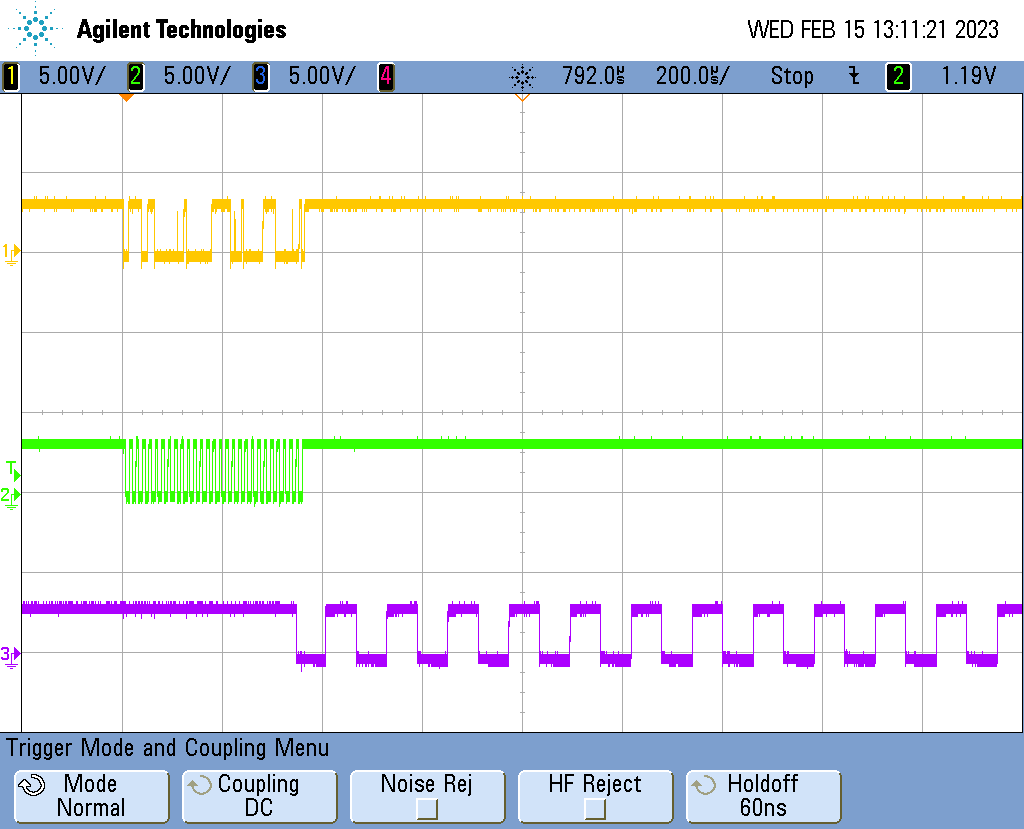 Agilent Technologies
WED FEB 15 13:11:21 2023
1 5.00V/ 2 5.00V/ 3 5.00V/ 4 792.0µs 200.0µs/ Stop 2 1.19V
1
T
2
3
Trigger Mode and Coupling Menu
Mode Coupling Noise Rej HF Reject Holdoff
Normal DC 60ns